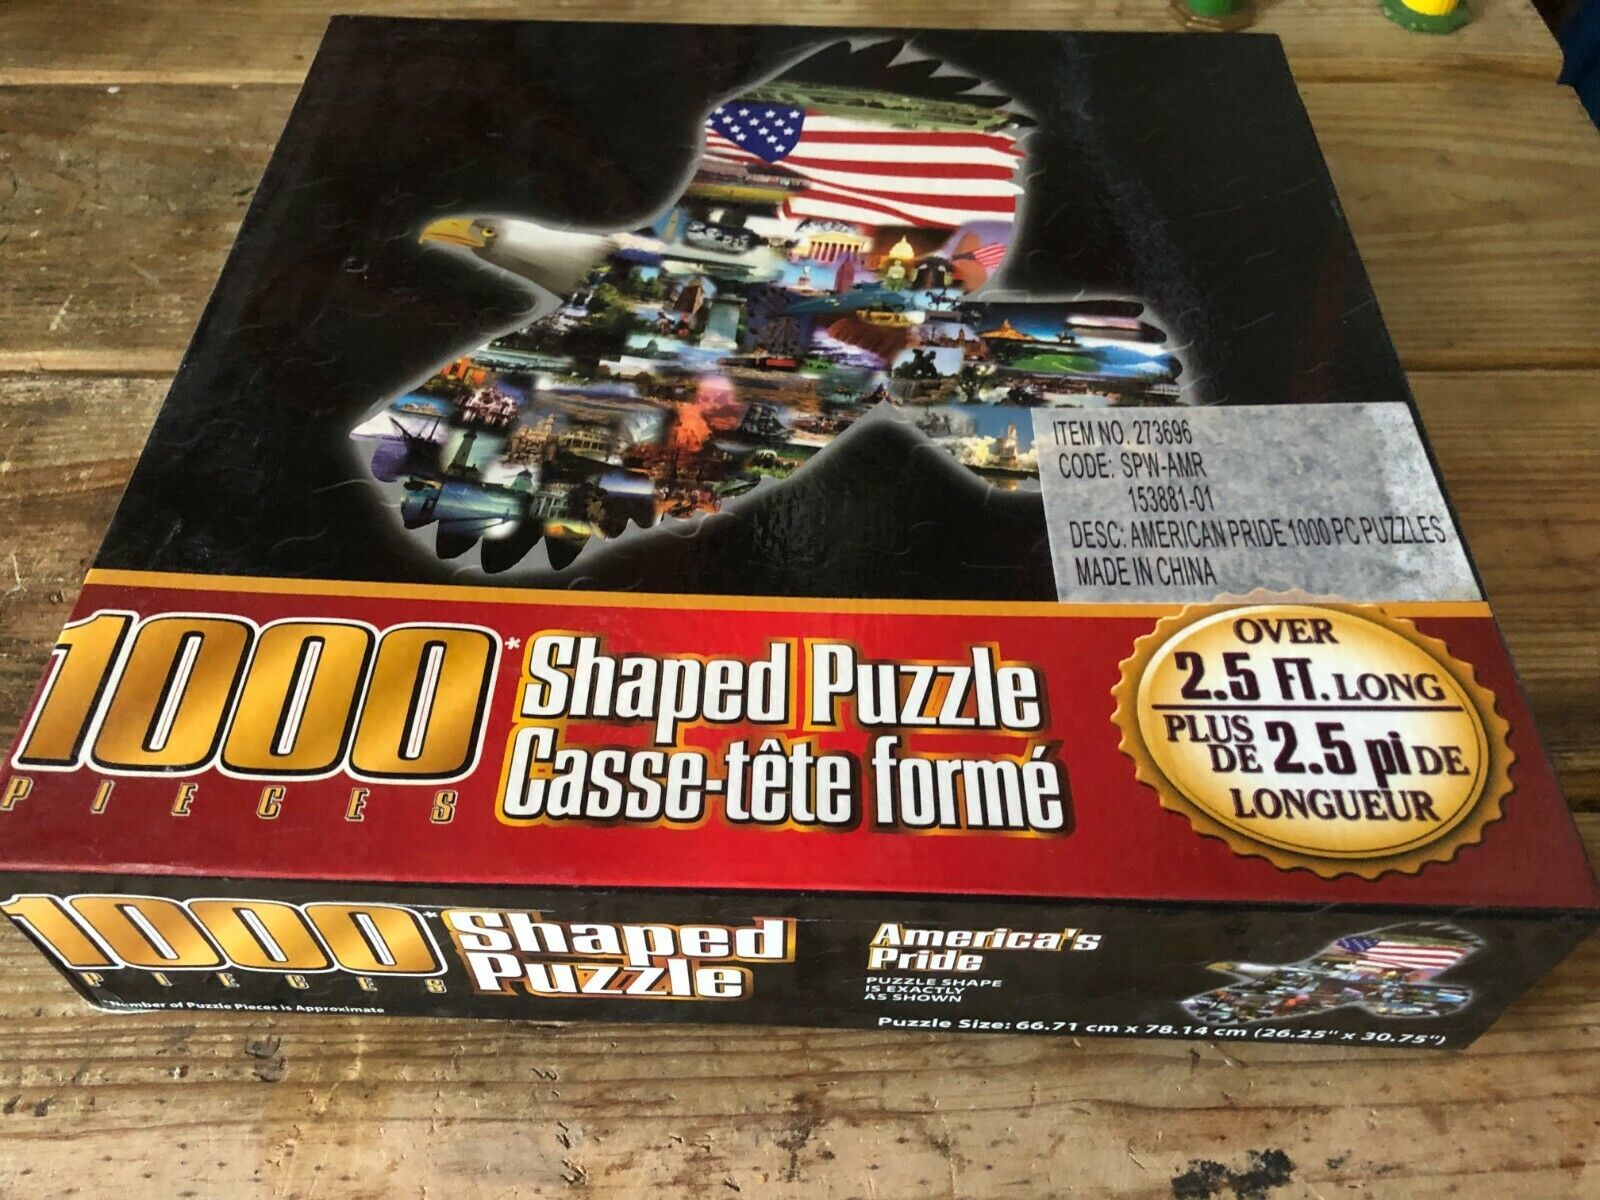 ITEM NO. 273696
CODE: SPW-AMR
153881-01
DESC: AMERICAN PRIDE 1000 PC PUZZLES
MADE IN CHINA
1000*
PIECES
Shaped Puzzle
Casse-tête formé
OVER
2.5 FT. LONG
PLUS DE 2.5 pi DE
LONGUEUR
1000*
PIECES
Shaped
Puzzle
*Number of Puzzle Pieces is Approximate
America's
Pride
PUZZLE SHAPE
IS EXACTLY
AS SHOWN
Puzzle Size: 66.71 cm x 78.14 cm (26.25" x 30.75")